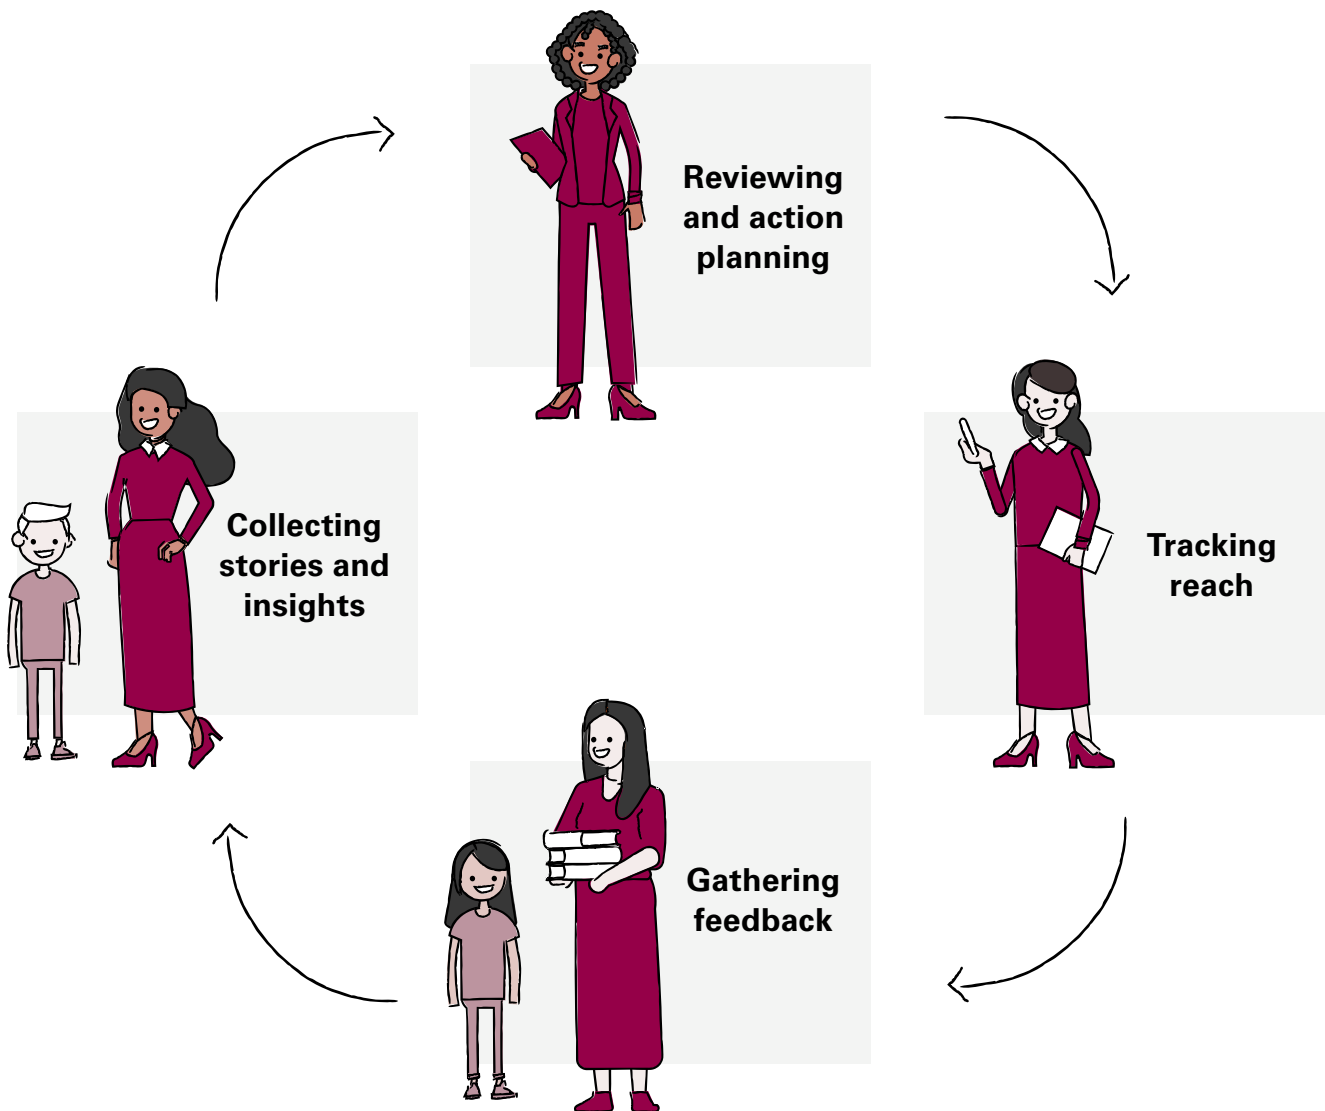 Reviewing
and action
planning
Tracking
reach
Gathering
feedback
Collecting
stories and
insights